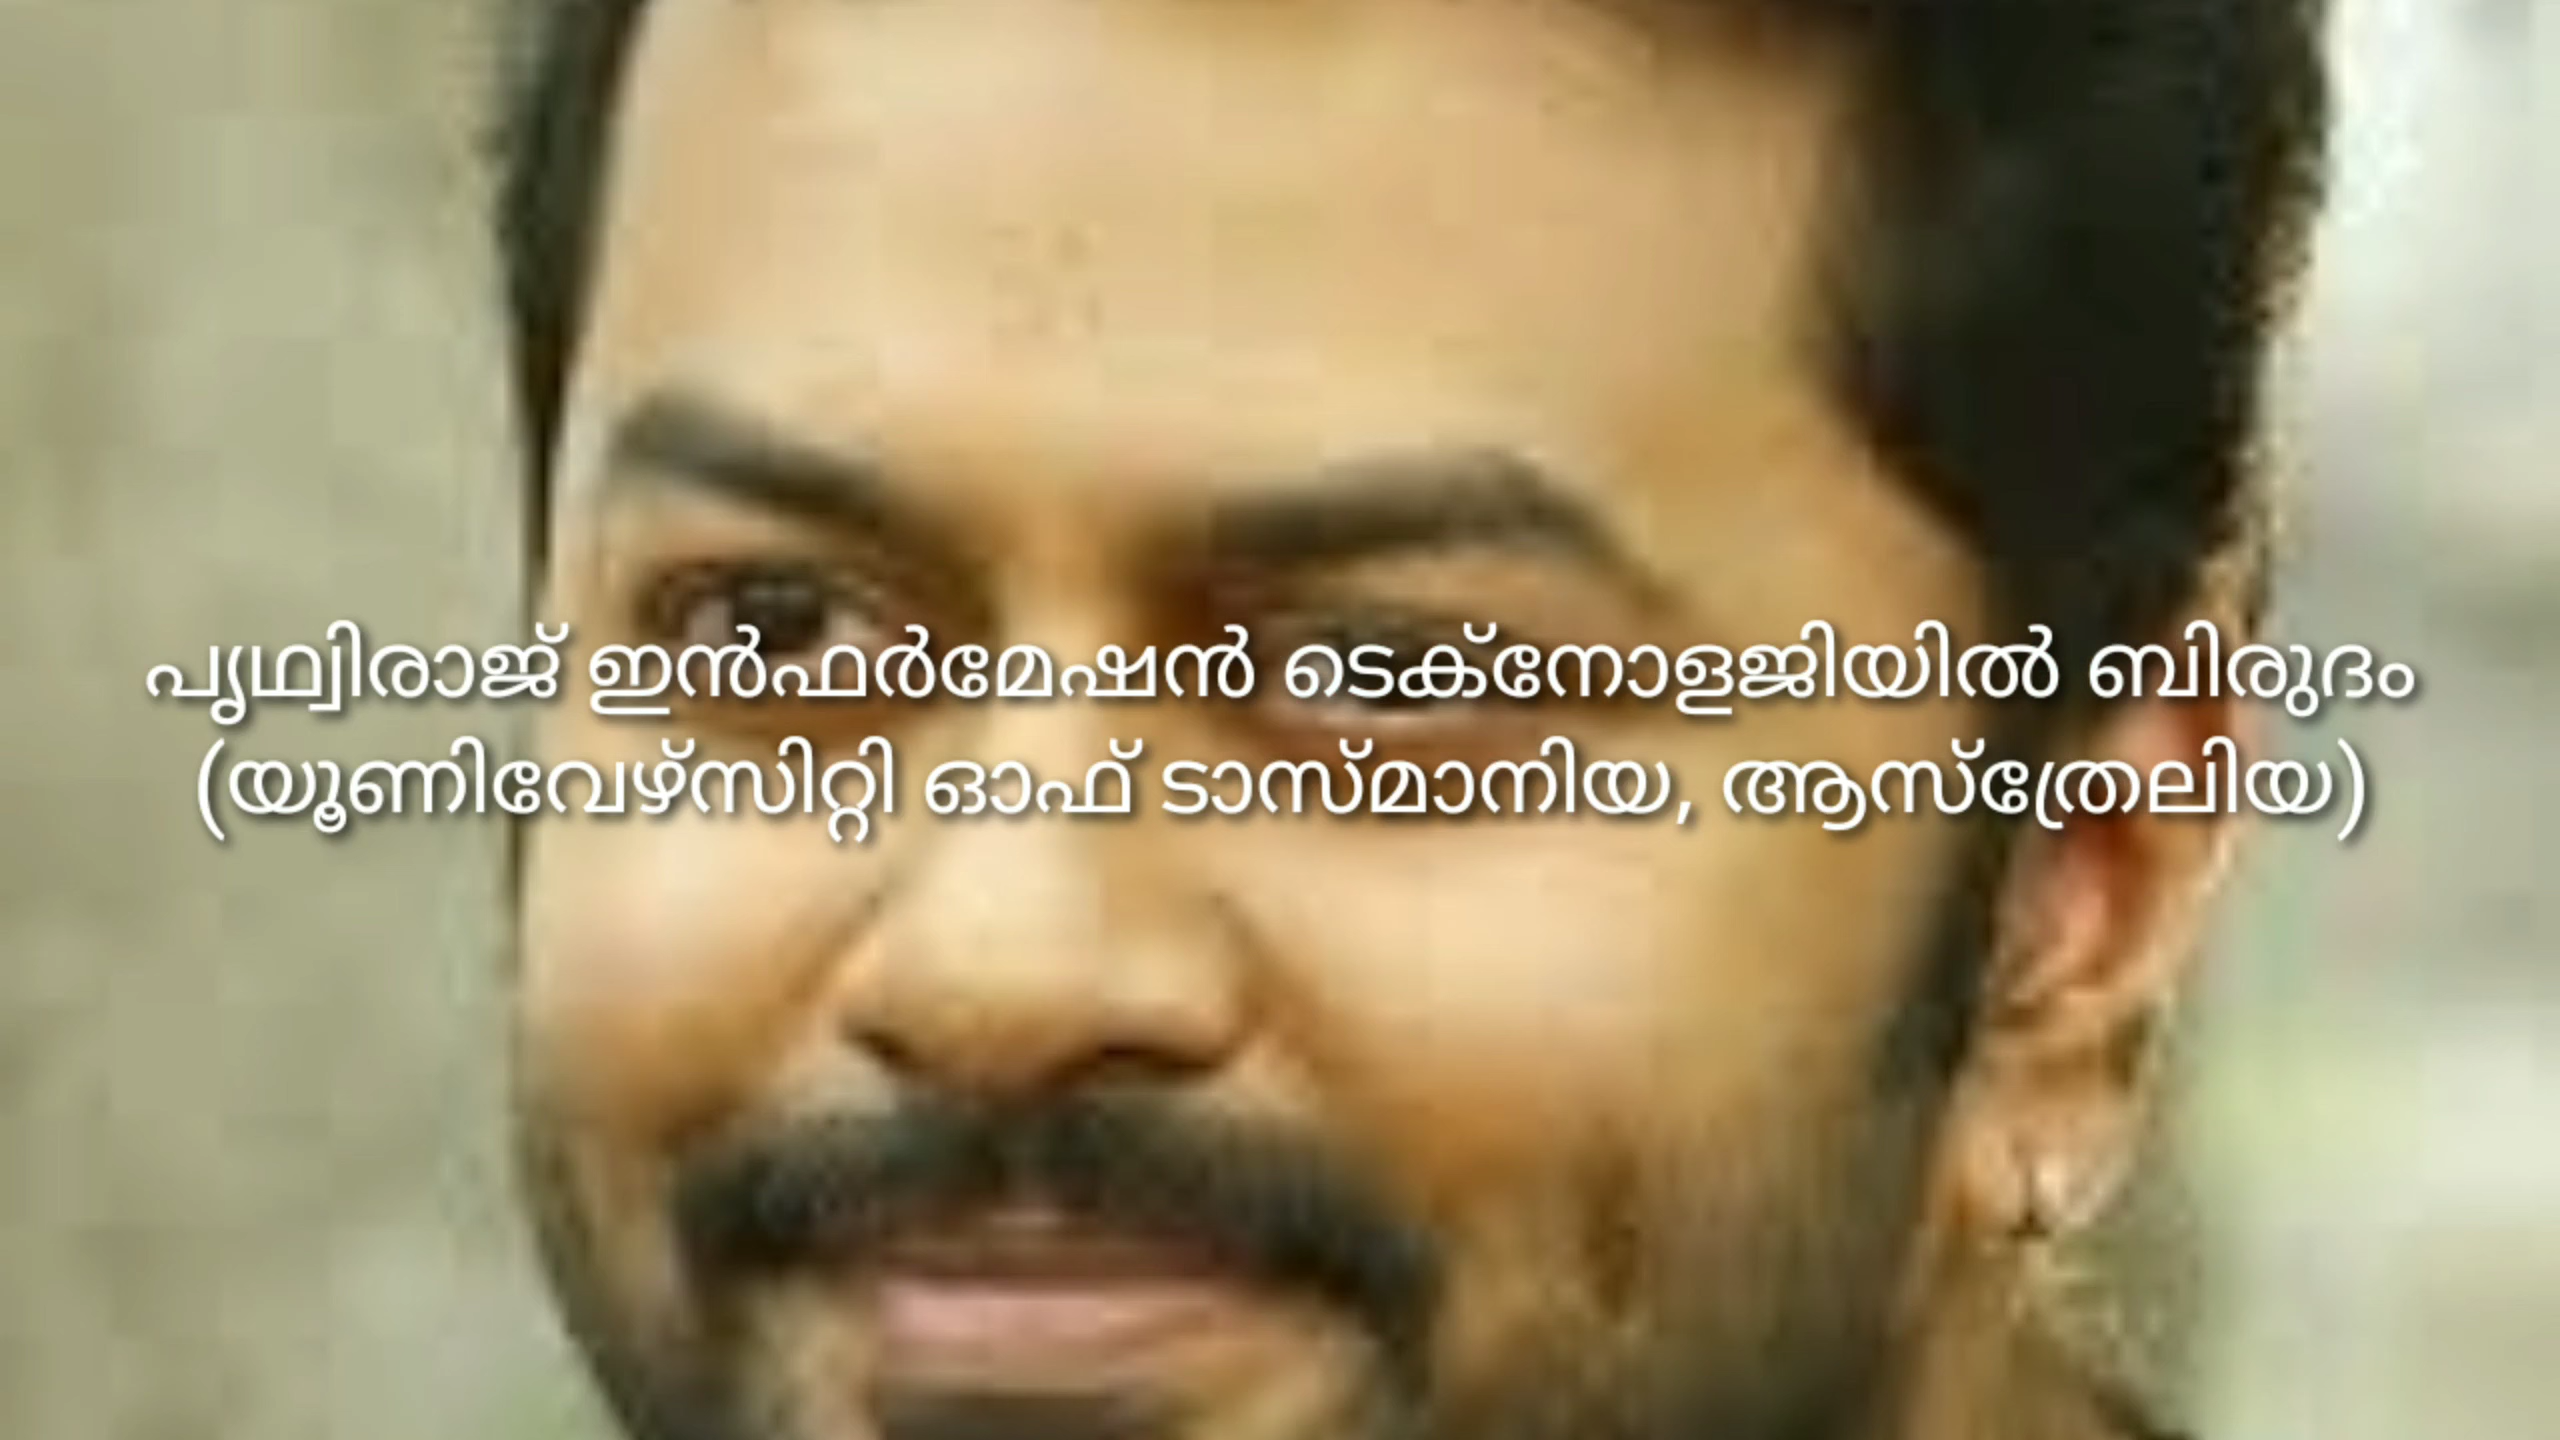 പൃഥ്വിരാജ് ഇൻഫർമേഷൻ ടെക്നോളജിയിൽ ബിരുദം
(യൂണിവേഴ്സിറ്റി ഓഫ് ടാസ്മാനിയ, ആസ്ത്രേലിയ)